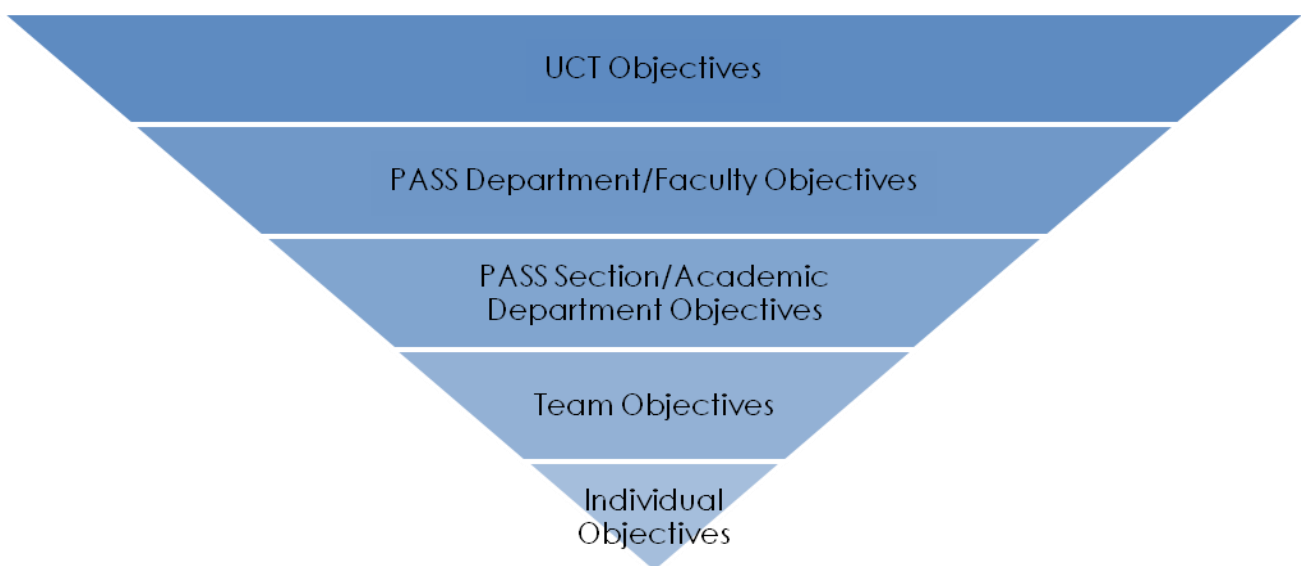 UCT Objectives
PASS Department/Faculty Objectives
PASS Section/Academic
Department Objectives
Team Objectives
Individual
Objectives